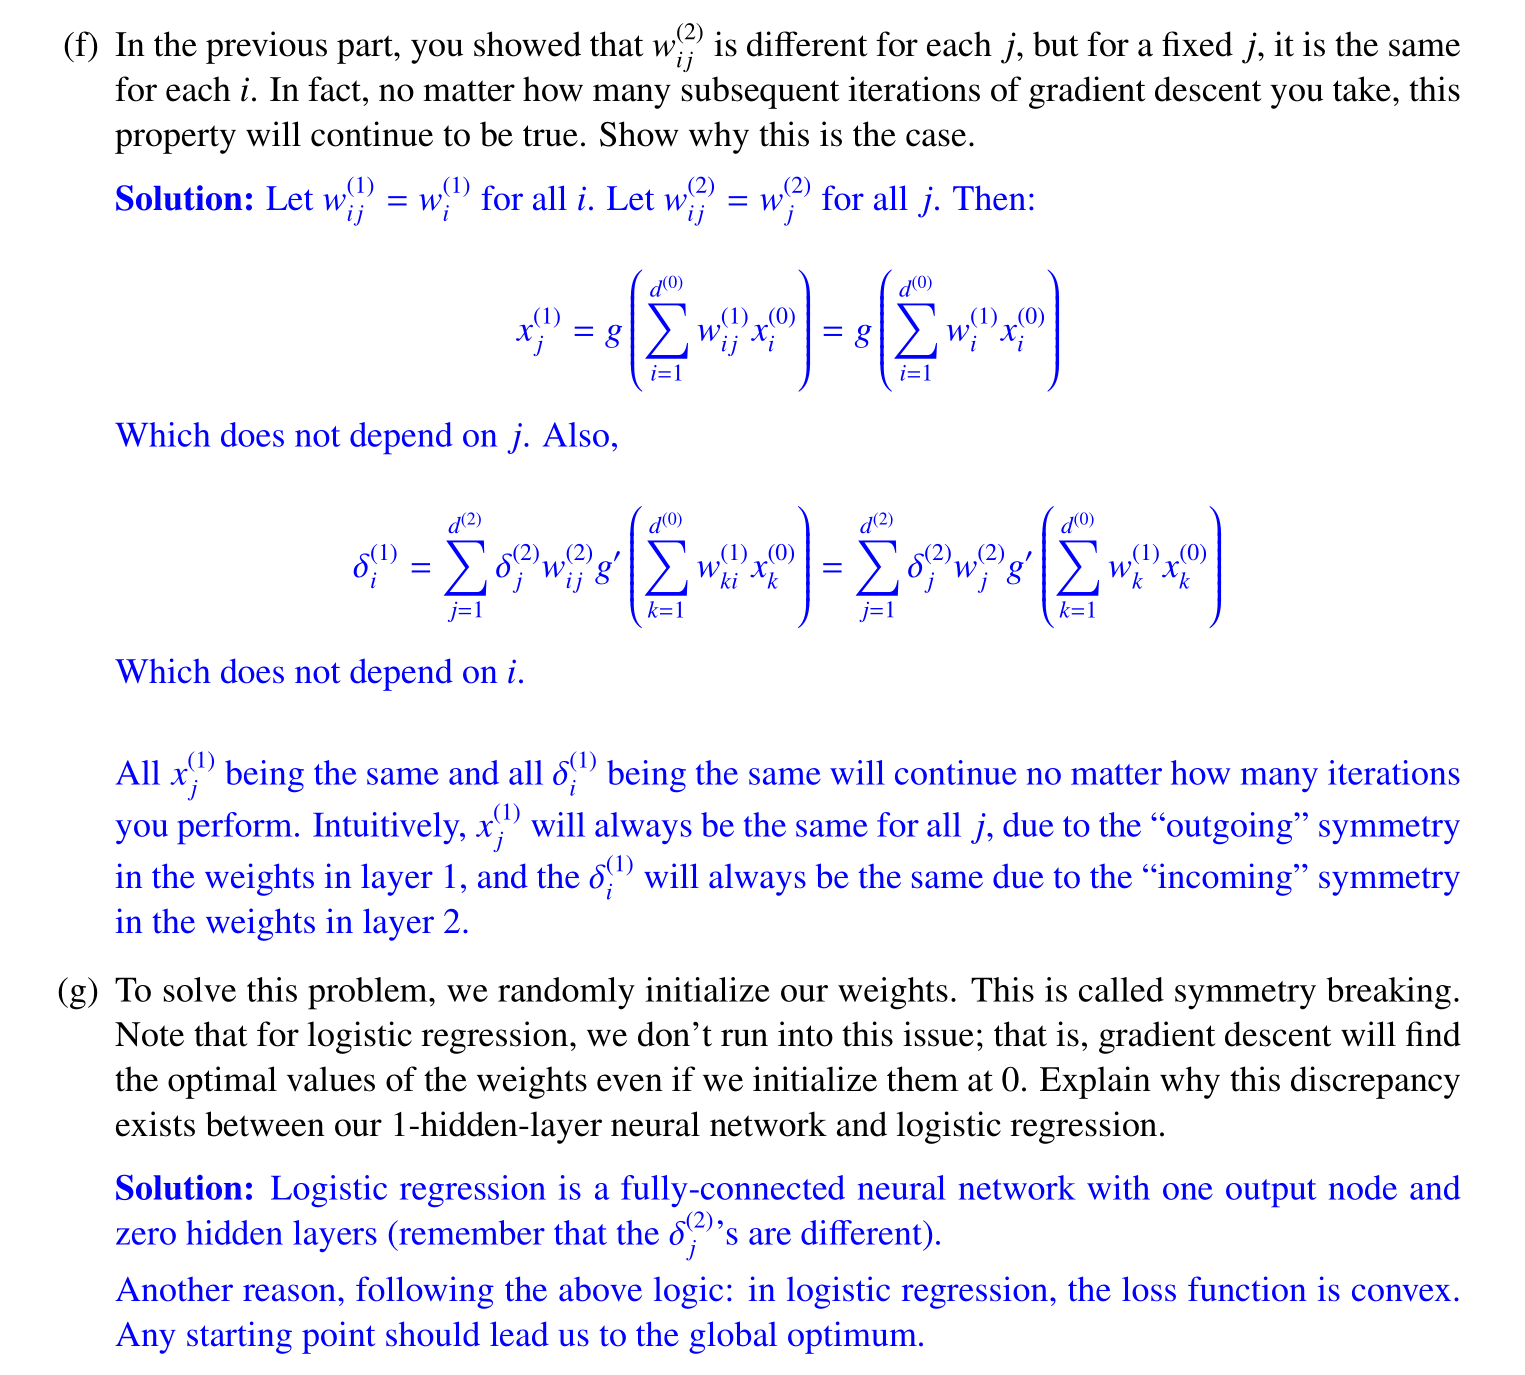 (f) In the previous part, you showed that $w_{ij}^{(2)}$ is different for each $j$, but for a fixed $j$, it is the same
for each $i$. In fact, no matter how many subsequent iterations of gradient descent you take, this
property will continue to be true. Show why this is the case.
Solution: Let $w_{ij}^{(1)} = w_i^{(1)}$ for all $i$. Let $w_{ij}^{(2)} = w_j^{(2)}$ for all $j$. Then:
$x_j^{(1)} = g\left(\sum_{i=1}^{d^{(0)}} w_{ij}^{(1)} x_i^{(0)}\right) = g\left(\sum_{i=1}^{d^{(0)}} w_i^{(1)} x_i^{(0)}\right)$
Which does not depend on $j$. Also,
$\delta_i^{(1)} = \sum_{j=1}^{d^{(2)}} \delta_j^{(2)} w_{ij}^{(2)} g'\left(\sum_{k=1}^{d^{(0)}} w_{ki}^{(1)} x_k^{(0)}\right) = \sum_{j=1}^{d^{(2)}} \delta_j^{(2)} w_j^{(2)} g'\left(\sum_{k=1}^{d^{(0)}} w_k^{(1)} x_k^{(0)}\right)$
Which does not depend on $i$.
All $x_j^{(1)}$ being the same and all $\delta_i^{(1)}$ being the same will continue no matter how many iterations
you perform. Intuitively, $x_j^{(1)}$ will always be the same for all $j$, due to the “outgoing” symmetry
in the weights in layer 1, and the $\delta_i^{(1)}$ will always be the same due to the “incoming” symmetry
in the weights in layer 2.
(g) To solve this problem, we randomly initialize our weights. This is called symmetry breaking.
Note that for logistic regression, we don’t run into this issue; that is, gradient descent will find
the optimal values of the weights even if we initialize them at 0. Explain why this discrepancy
exists between our 1-hidden-layer neural network and logistic regression.
Solution: Logistic regression is a fully-connected neural network with one output node and
zero hidden layers (remember that the $\delta_j^{(2)}$’s are different).
Another reason, following the above logic: in logistic regression, the loss function is convex.
Any starting point should lead us to the global optimum.